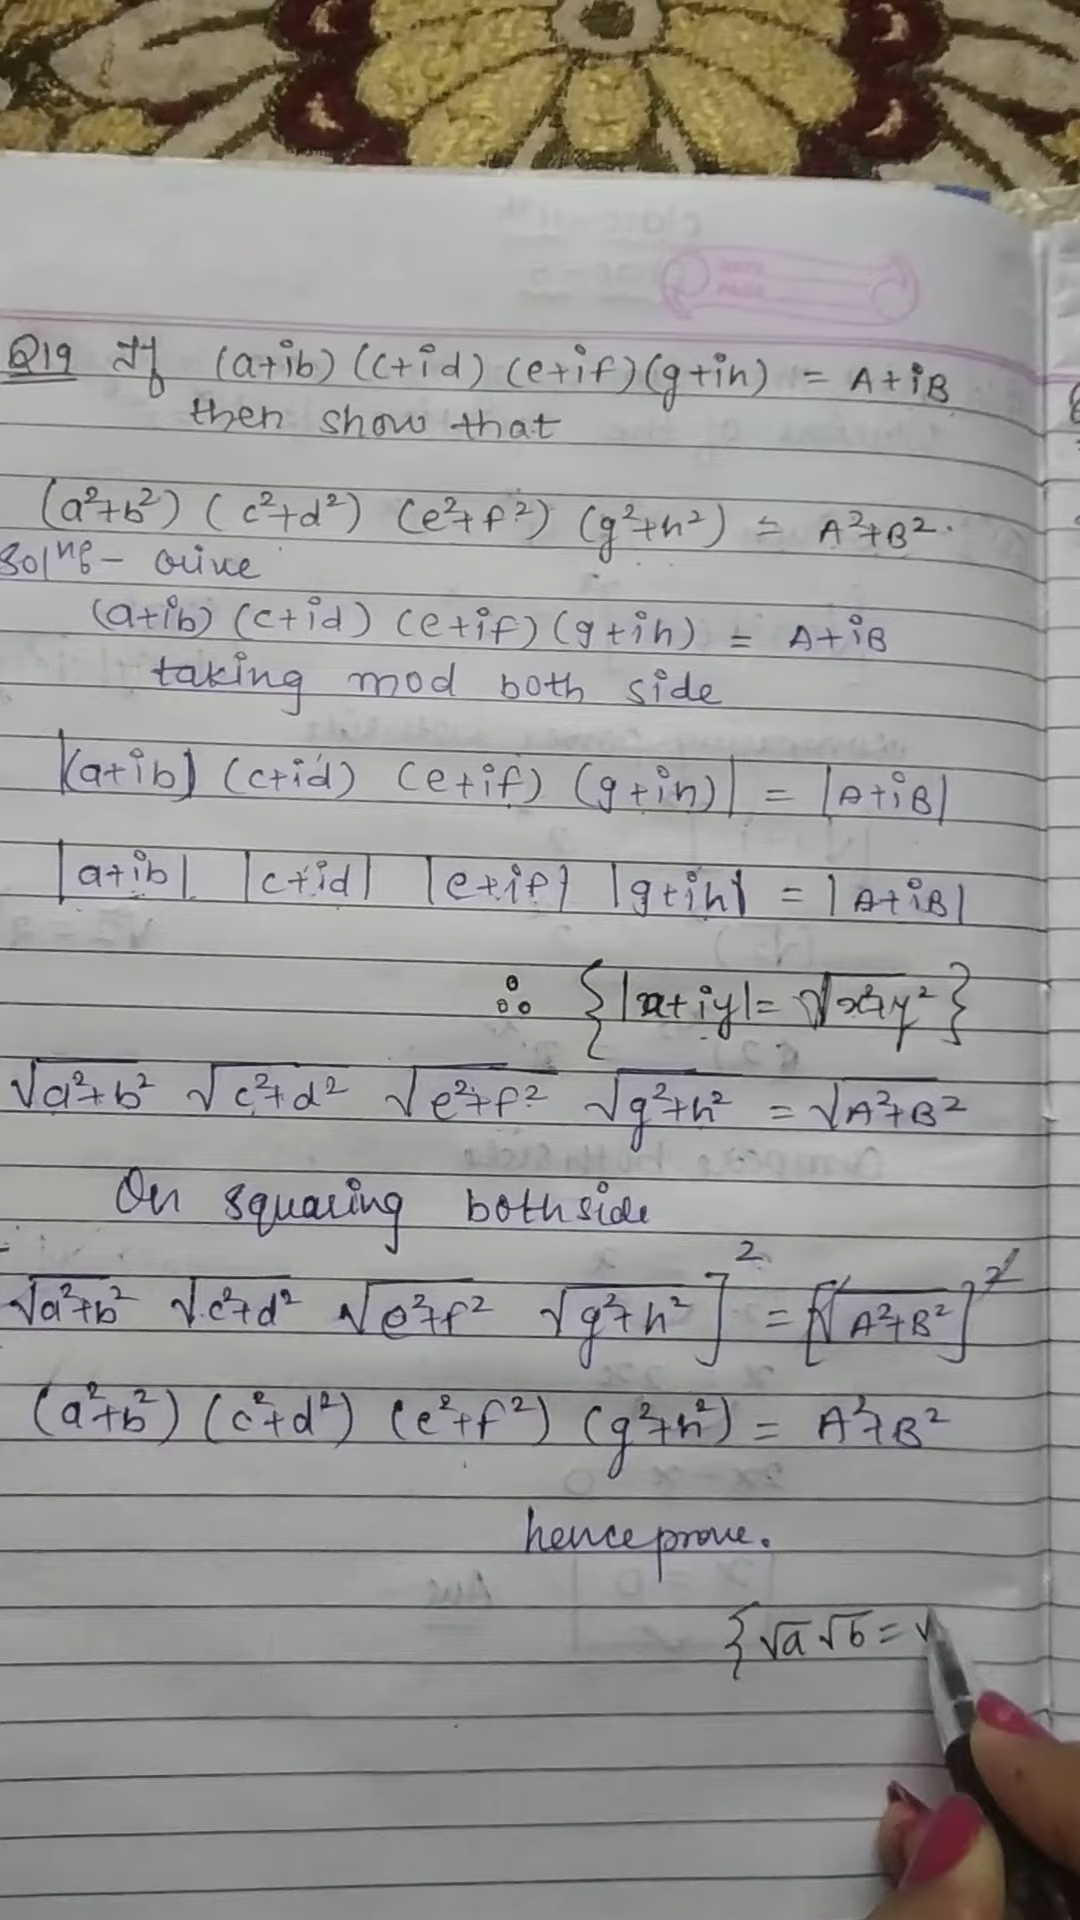 Q19 If (a+ib) (c+id) (e+if) (g+ih) = A+iB
then show that
(a²+b²) (c²+d²) (e²+f²) (g²+h²) = A²+B².
Solng - Give
(a+ib) (c+id) (e+if) (g+ih) = A+iB
taking mod both side
|(a+ib) (c+id) (e+if) (g+ih)| = |A+iB|
|a+ib| |c+id| |e+if| |g+ih| = |A+iB|
∴ {|x+iy| = √x²+y²}
√a²+b² √c²+d² √e²+f² √g²+h² = √A²+B²
On squaring both side
√a²+b² √c²+d² √e²+f² √g²+h²]² = [√A²+B²]²
(a²+b²) (c²+d²) (e²+f²) (g²+h²) = A²+B²
hence prove.
{√a √b = √